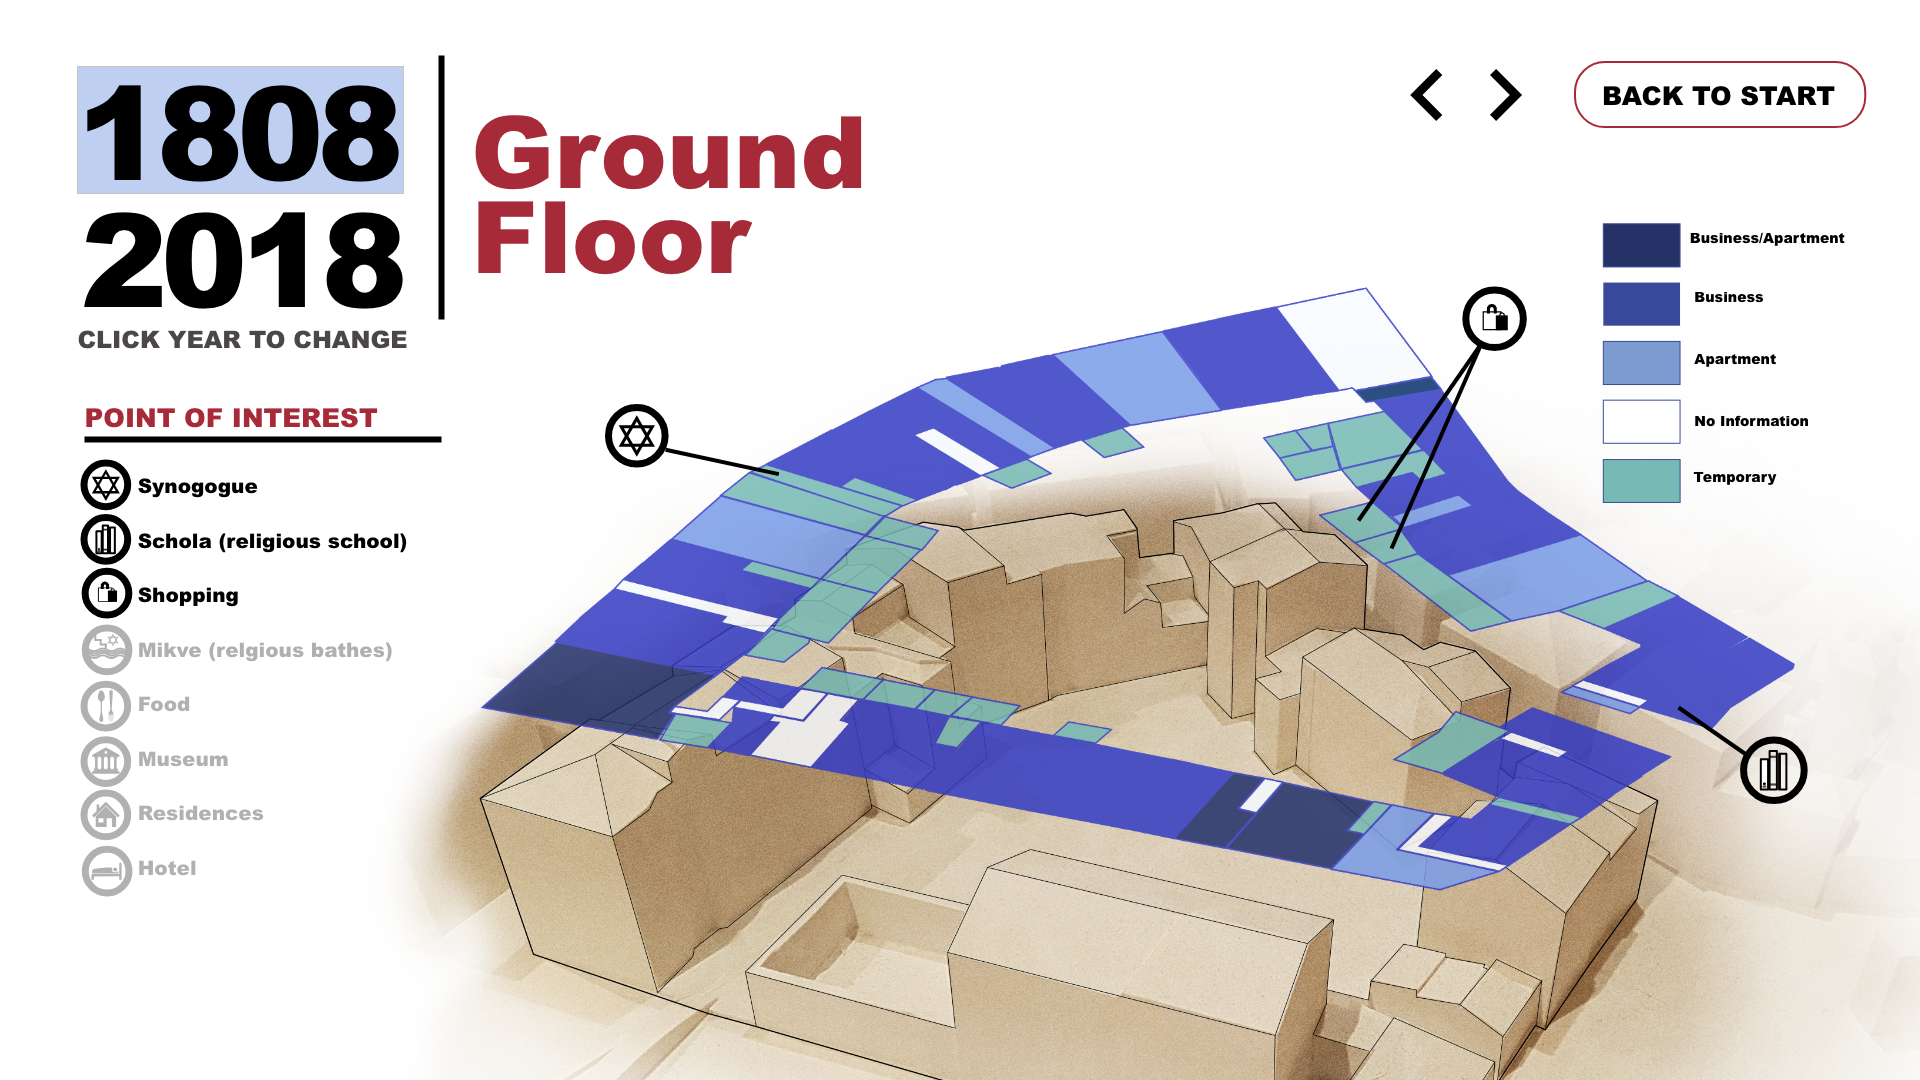 1808
2018
CLICK YEAR TO CHANGE
Ground
Floor
BACK TO START
POINT OF INTEREST
Synogogue
Schola (religious school)
Shopping
Mikve (relgious bathes)
Food
Museum
Residences
Hotel
Business/Apartment
Business
Apartment
No Information
Temporary